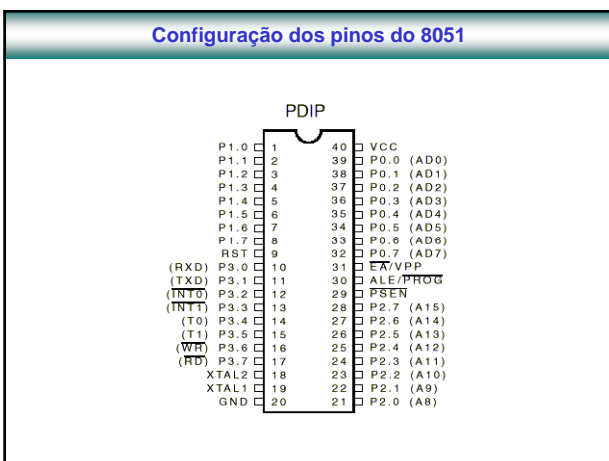 Configuração dos pinos do 8051
PDIP
P1.0 1 40 VCC
P1.1 2 39 P0.0 (AD0)
P1.2 3 38 P0.1 (AD1)
P1.3 4 37 P0.2 (AD2)
P1.4 5 36 P0.3 (AD3)
P1.5 6 35 P0.4 (AD4)
P1.6 7 34 P0.5 (AD5)
P1.7 8 33 P0.6 (AD6)
RST 9 32 P0.7 (AD7)
(RXD) P3.0 10 31 E̅A̅/VPP
(TXD) P3.1 11 30 ALE/P̅R̅O̅G̅
(I̅N̅T̅0̅) P3.2 12 29 P̅S̅E̅N̅
(I̅N̅T̅1̅) P3.3 13 28 P2.7 (A15)
(T0) P3.4 14 27 P2.6 (A14)
(T1) P3.5 15 26 P2.5 (A13)
(W̅R̅) P3.6 16 25 P2.4 (A12)
(R̅D̅) P3.7 17 24 P2.3 (A11)
XTAL2 18 23 P2.2 (A10)
XTAL1 19 22 P2.1 (A9)
GND 20 21 P2.0 (A8)